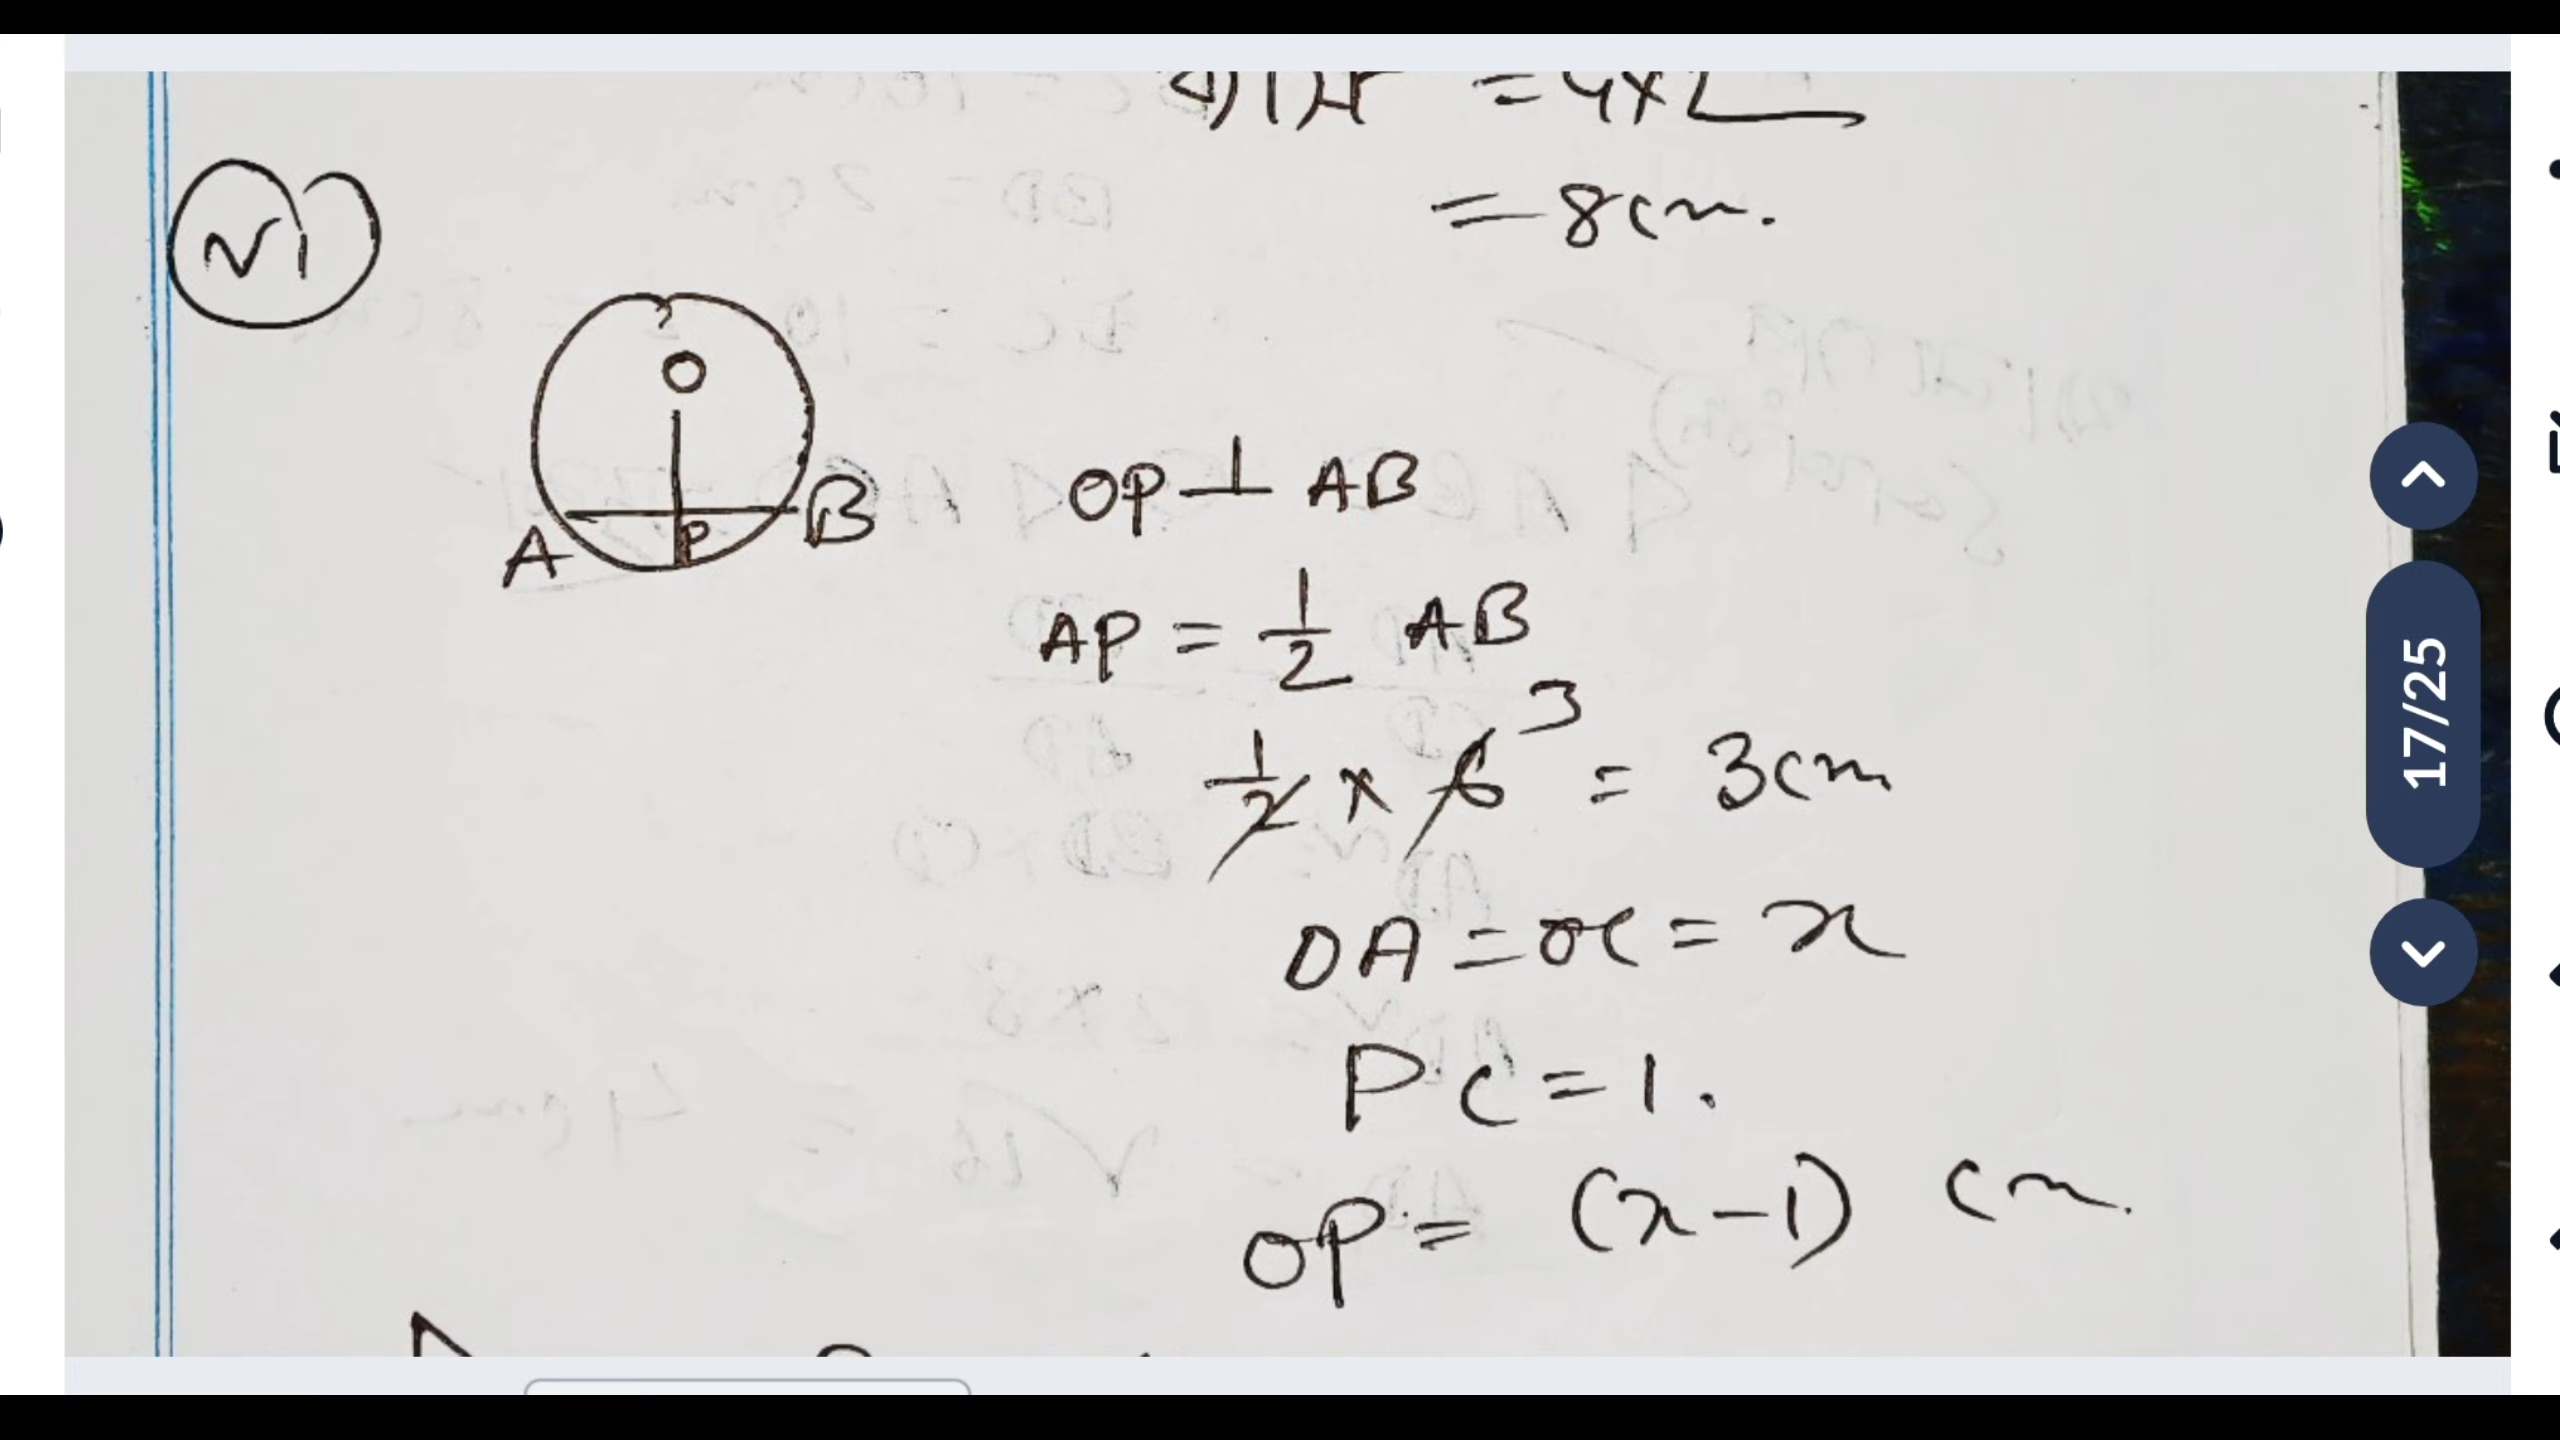 = 4x2
= 8cm.
vi
O
A P B
OP ⊥ AB
AP = 1/2 AB
1/2 x 6 3 = 3cm
OA = OC = x
PC = 1.
OP = (x-1) cm.
17/25